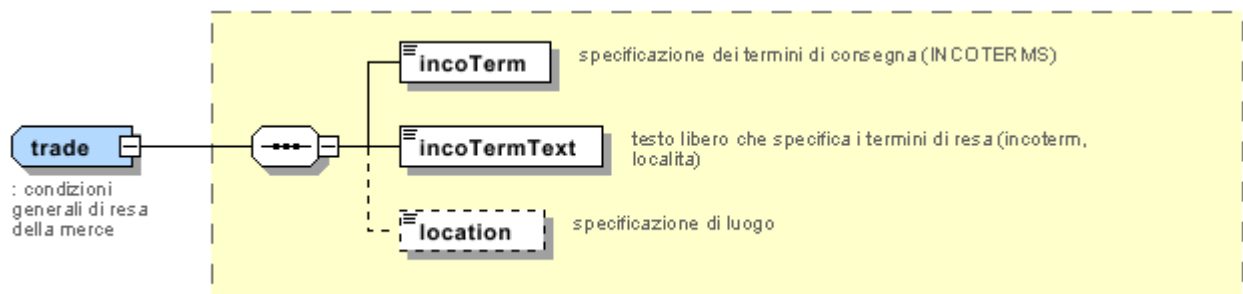 incoTerm
specificazione dei termini di consegna (INCOTERMS)
trade
: condizioni
generali di resa
della merce
incoTermText
testo libero che specifica i termini di resa (incoterm,
localita)
location
specificazione di luogo